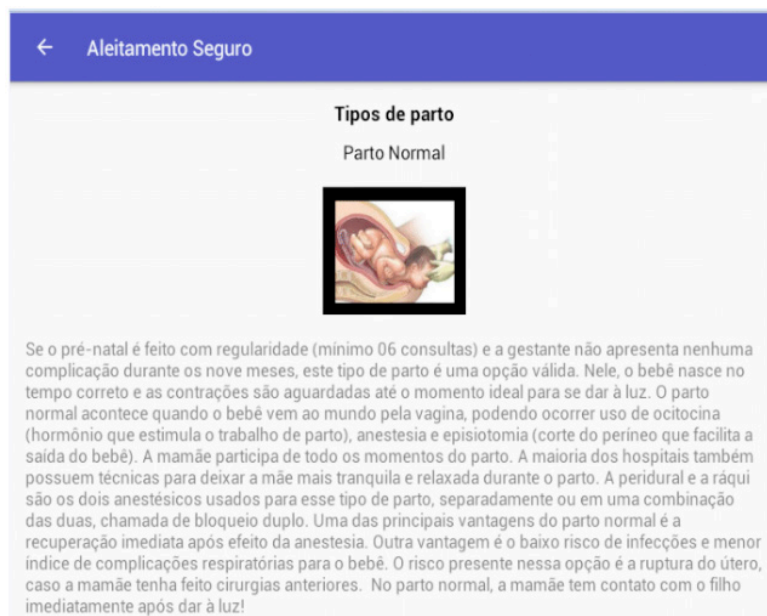 Aleitamento Seguro
Tipos de parto
Parto Normal
Se o pré-natal é feito com regularidade (mínimo 06 consultas) e a gestante não apresenta nenhuma
complicação durante os nove meses, este tipo de parto é uma opção válida. Nele, o bebê nasce no
tempo correto e as contrações são aguardadas até o momento ideal para se dar à luz. O parto
normal acontece quando o bebê vem ao mundo pela vagina, podendo ocorrer uso de ocitocina
(hormônio que estimula o trabalho de parto), anestesia e episiotomia (corte do períneo que facilita a
saída do bebê). A mamãe participa de todo os momentos do parto. A maioria dos hospitais também
possuem técnicas para deixar a mãe mais tranquila e relaxada durante o parto. A peridural e a ráqui
são os dois anestésicos usados para esse tipo de parto, separadamente ou em uma combinação
das duas, chamada de bloqueio duplo. Uma das principais vantagens do parto normal é a
recuperação imediata após efeito da anestesia. Outra vantagem é o baixo risco de infecções e menor
índice de complicações respiratórias para o bebê. O risco presente nessa opção é a ruptura do útero,
caso a mamãe tenha feito cirurgias anteriores. No parto normal, a mamãe tem contato com o filho
imediatamente após dar à luz!